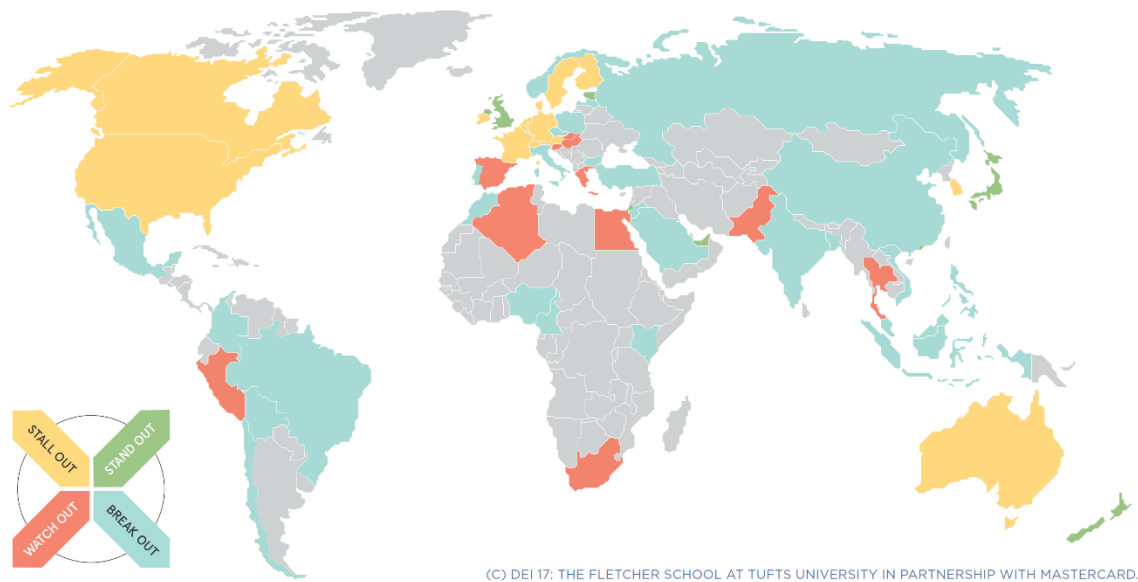 STALL OUT
STAND OUT
WATCH OUT
BREAK OUT
(C) DEI 17: THE FLETCHER SCHOOL AT TUFTS UNIVERSITY IN PARTNERSHIP WITH MASTERCARD.